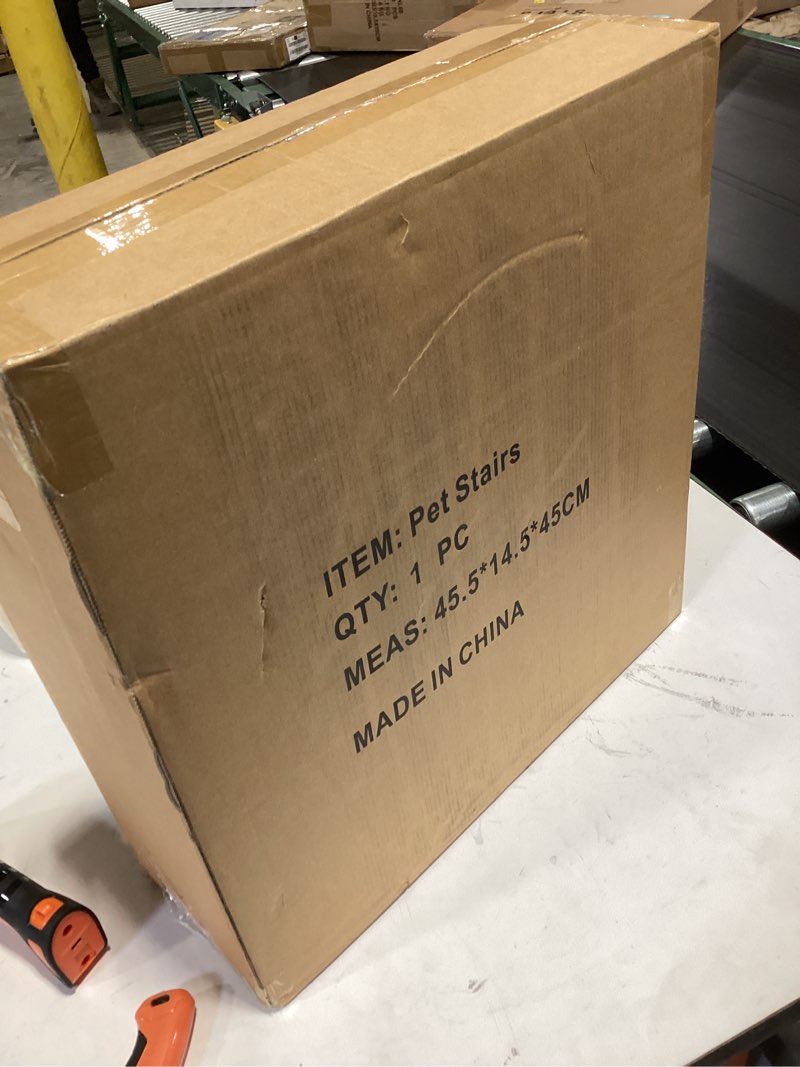 ITEM: Pet Stairs
QTY: 1 PC
MEAS: 45.5*14.5*45CM
MADE IN CHINA